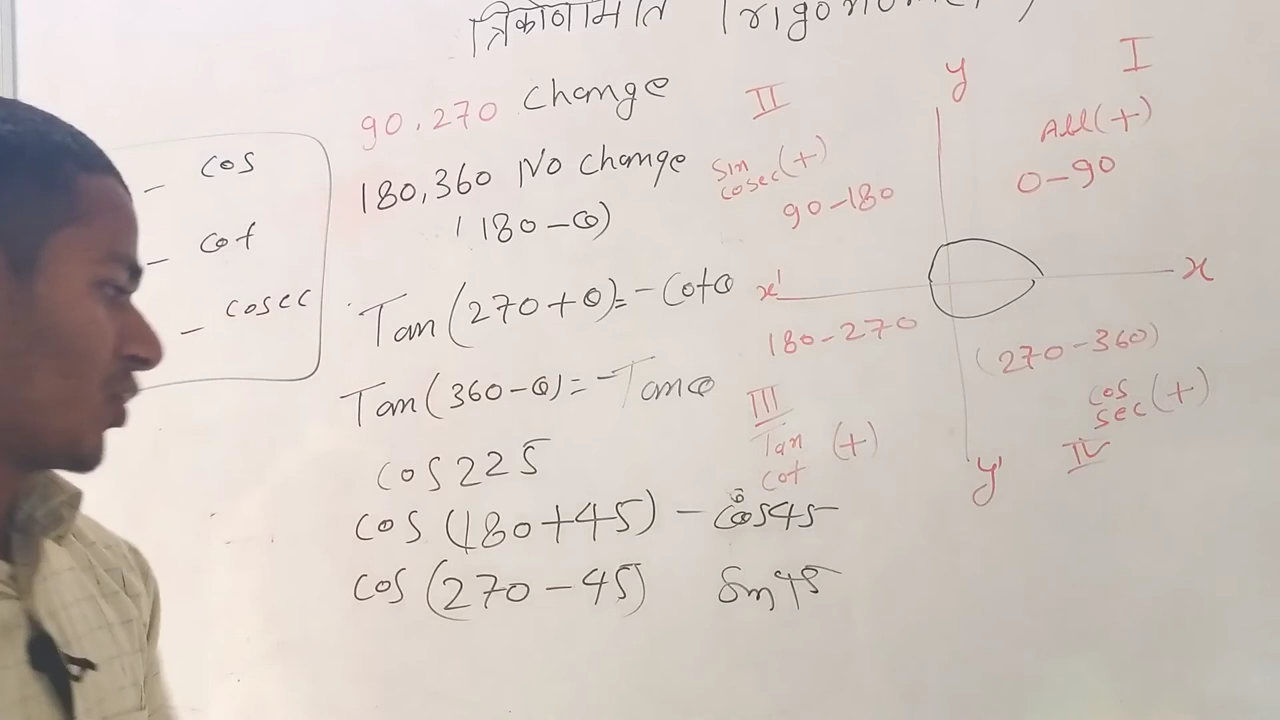 त्रिकोणमिति Trigonome
90.270 Change
180,360 No change
(180-θ)
Tan(270+θ)=-Cotθ
Tan(360-θ)=-Tanθ
cos 225
cos (180+45) - cos45
cos (270-45) Sin45
- cos
- cot
- cosec
y
I
All(+)
0-90
II
Sin
cosec (+)
90-180
x'
x
180-270
III
Tan
Cot (+)
(270-360)
cos
sec (+)
IV
y'